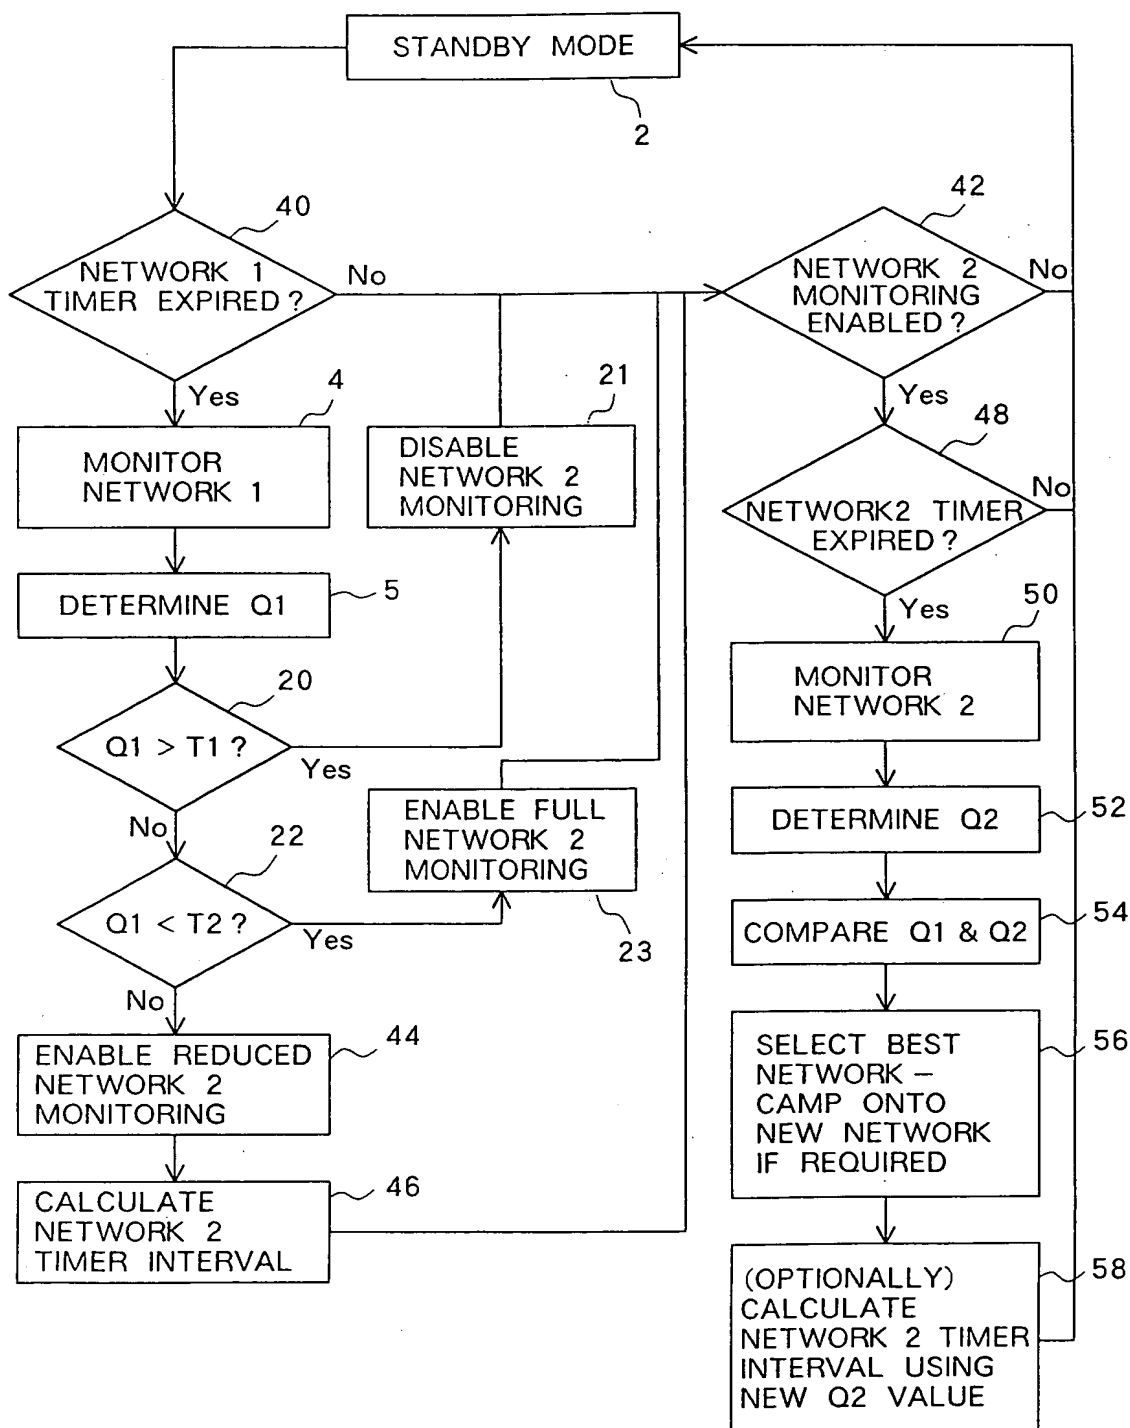 STANDBY MODE
2
40
NETWORK 1
TIMER EXPIRED?
No
Yes
4
MONITOR
NETWORK 1
DETERMINE Q1
5
20
Q1 > T1?
Yes
No
22
Q1 < T2?
Yes
No
ENABLE REDUCED
NETWORK 2
MONITORING
44
CALCULATE
NETWORK 2
TIMER INTERVAL
46
21
DISABLE
NETWORK 2
MONITORING
ENABLE FULL
NETWORK 2
MONITORING
23
42
NETWORK 2
MONITORING
ENABLED?
No
Yes
48
NETWORK2 TIMER
EXPIRED?
No
Yes
50
MONITOR
NETWORK 2
DETERMINE Q2
52
COMPARE Q1 & Q2
54
SELECT BEST
NETWORK –
CAMP ONTO
NEW NETWORK
IF REQUIRED
56
(OPTIONALLY)
CALCULATE
NETWORK 2 TIMER
INTERVAL USING
NEW Q2 VALUE
58